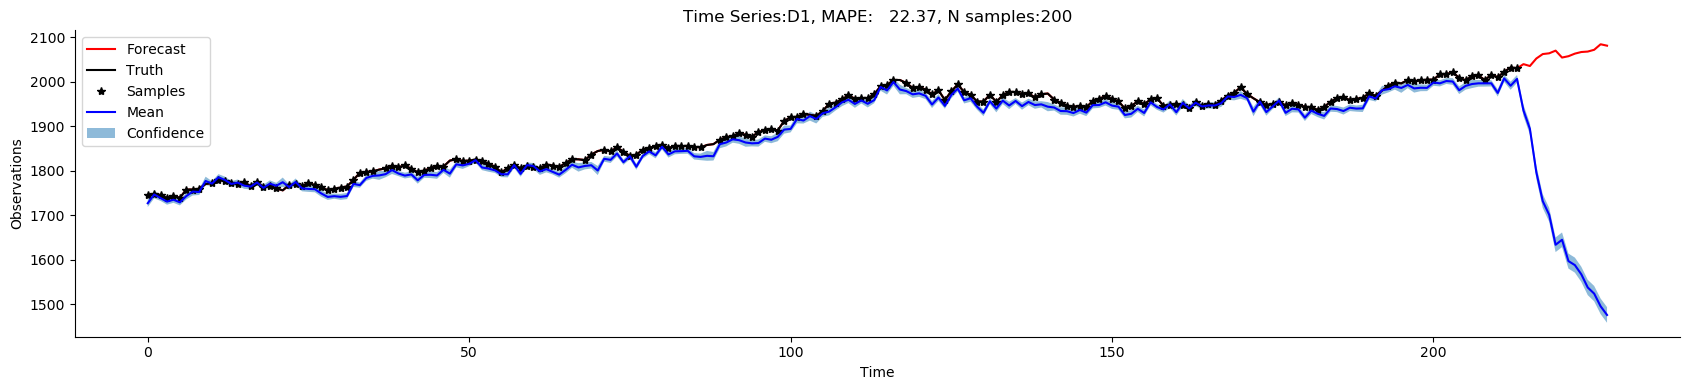 Time Series:D1, MAPE:   22.37, N samples:200
Forecast
Truth
Samples
Mean
Confidence
Observations
2100
2000
1900
1800
1700
1600
1500
0
50
100
150
200
Time